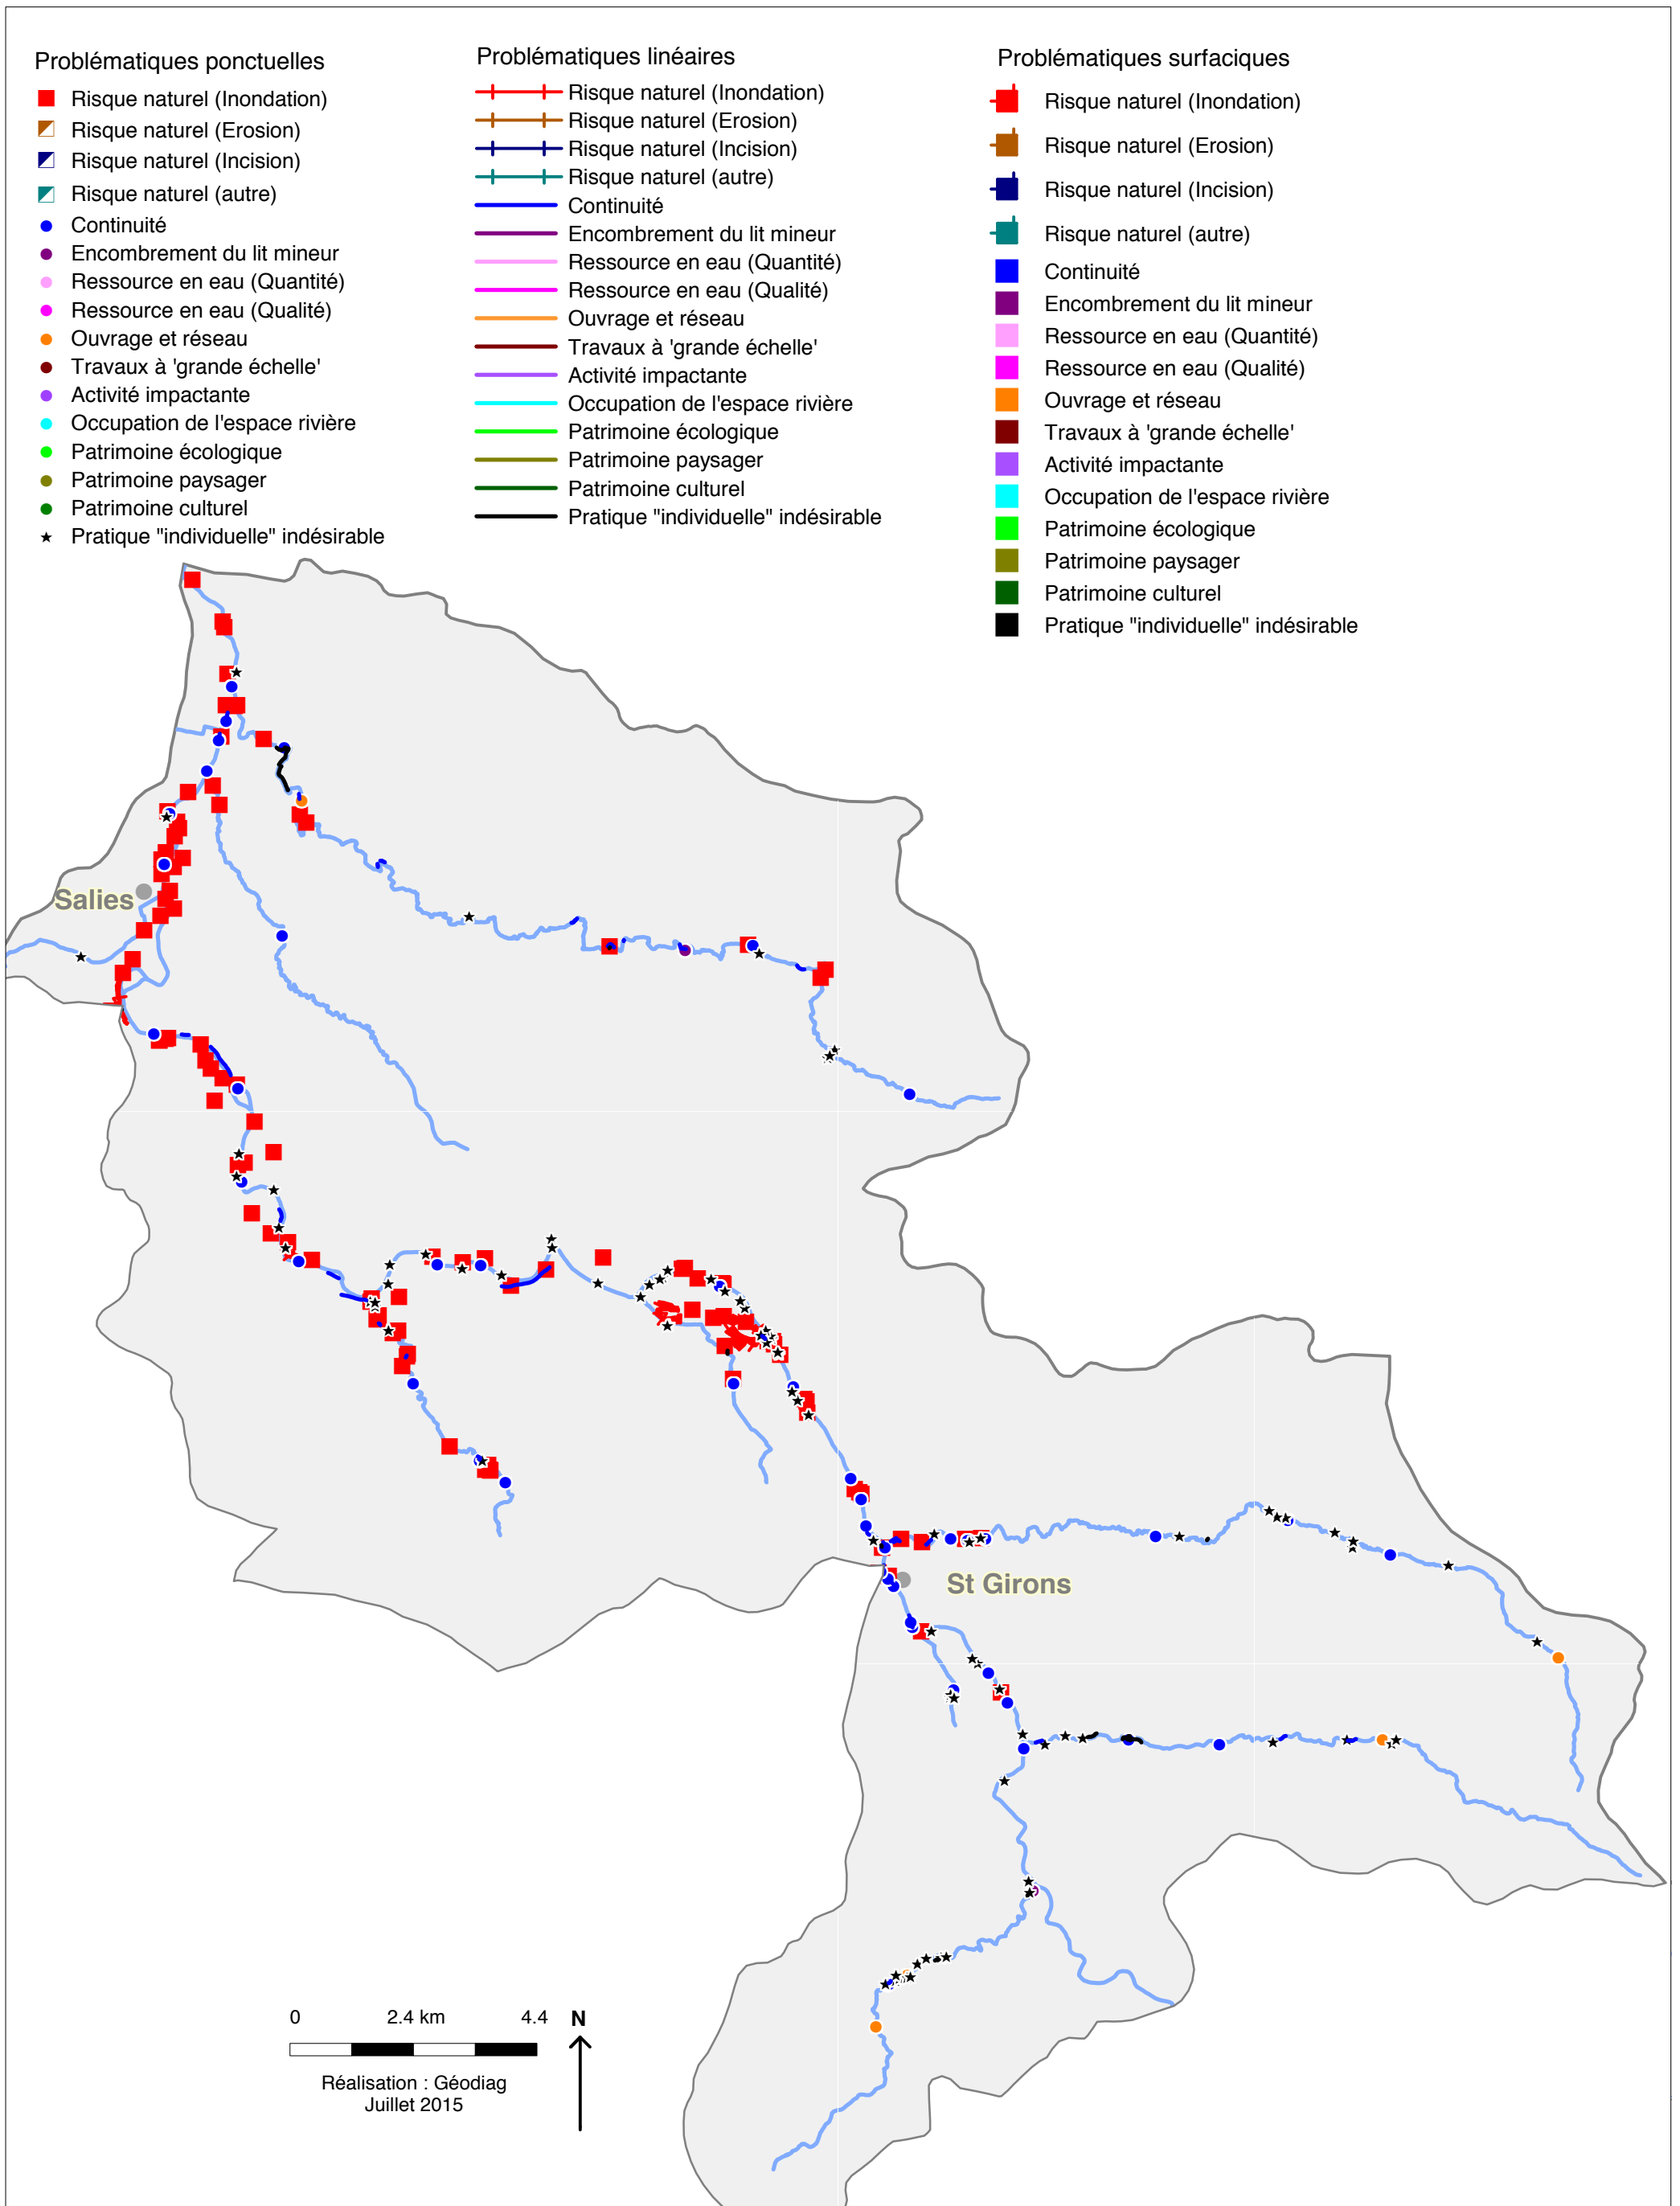 Problématiques ponctuelles
Risque naturel (Inondation)
Risque naturel (Erosion)
Risque naturel (Incision)
Risque naturel (autre)
Continuité
Encombrement du lit mineur
Ressource en eau (Quantité)
Ressource en eau (Qualité)
Ouvrage et réseau
Travaux à 'grande échelle'
Activité impactante
Occupation de l'espace rivière
Patrimoine écologique
Patrimoine paysager
Patrimoine culturel
Pratique "individuelle" indésirable
Problématiques linéaires
Risque naturel (Inondation)
Risque naturel (Erosion)
Risque naturel (Incision)
Risque naturel (autre)
Continuité
Encombrement du lit mineur
Ressource en eau (Quantité)
Ressource en eau (Qualité)
Ouvrage et réseau
Travaux à 'grande échelle'
Activité impactante
Occupation de l'espace rivière
Patrimoine écologique
Patrimoine paysager
Patrimoine culturel
Pratique "individuelle" indésirable
Problématiques surfaciques
Risque naturel (Inondation)
Risque naturel (Erosion)
Risque naturel (Incision)
Risque naturel (autre)
Continuité
Encombrement du lit mineur
Ressource en eau (Quantité)
Ressource en eau (Qualité)
Ouvrage et réseau
Travaux à 'grande échelle'
Activité impactante
Occupation de l'espace rivière
Patrimoine écologique
Patrimoine paysager
Patrimoine culturel
Pratique "individuelle" indésirable
Salies
St Girons
0 2.4 km 4.4 N
Réalisation : Géodiag
Juillet 2015